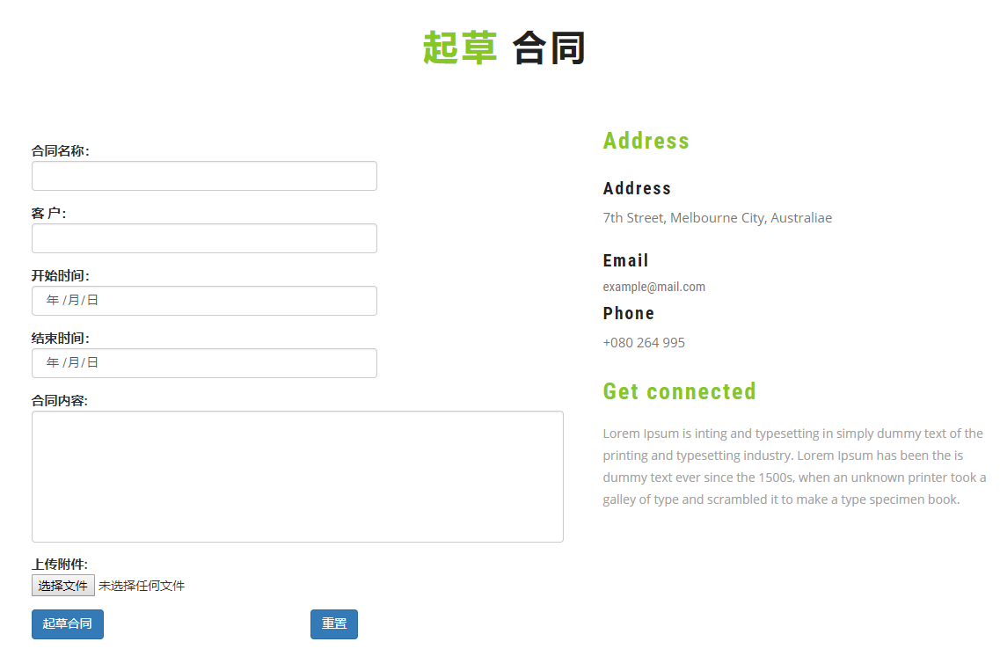 起草 合同
合同名称:
客 户:
开始时间:
年 /月/日
结束时间:
年 /月/日
合同内容:
上传附件:
选择文件 未选择任何文件
起草合同 重置
Address
Address
7th Street, Melbourne City, Australiae
Email
example@mail.com
Phone
+080 264 995
Get connected
Lorem Ipsum is inting and typesetting in simply dummy text of the
printing and typesetting industry. Lorem Ipsum has been the is
dummy text ever since the 1500s, when an unknown printer took a
galley of type and scrambled it to make a type specimen book.